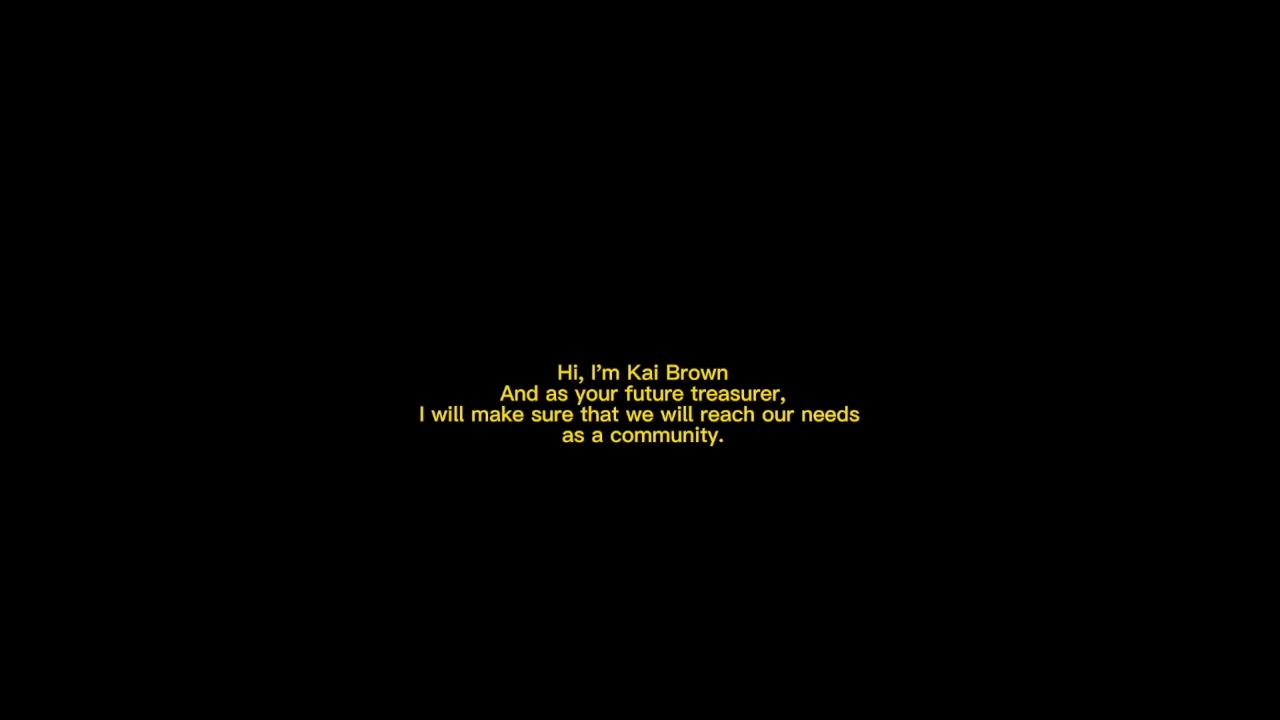 Hi, I’m Kai Brown
And as your future treasurer,
I will make sure that we will reach our needs
as a community.